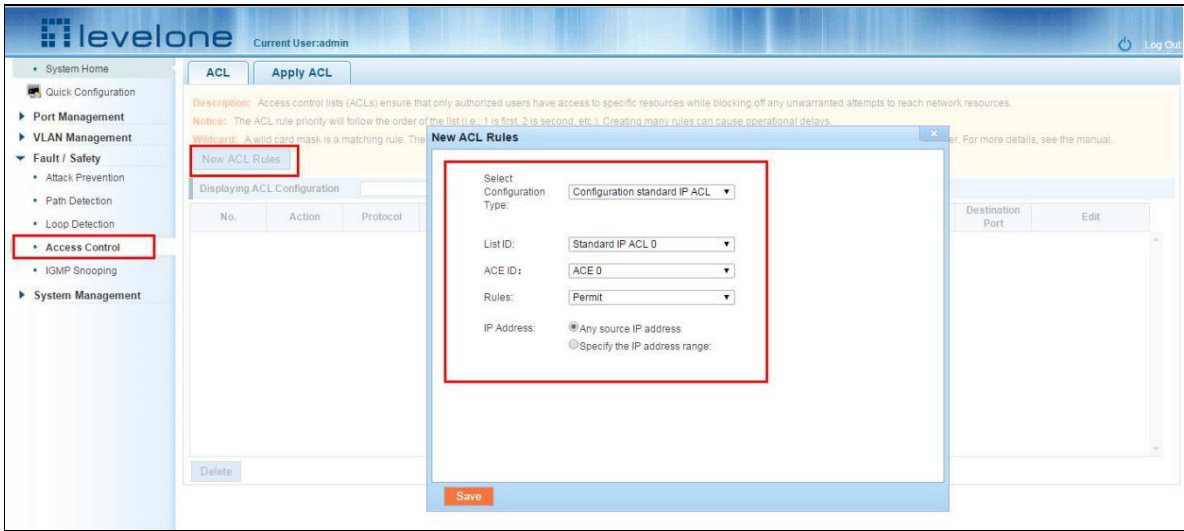 levelone
Current User:admin
Log Out
System Home
Quick Configuration
Port Management
VLAN Management
Fault / Safety
Attack Prevention
Path Detection
Loop Detection
Access Control
IGMP Snooping
System Management
ACL Apply ACL
Description: Access control lists (ACLs) ensure that only authorized users have access to specific resources while blocking off any unwarranted attempts to reach network resources.
Notice: The ACL rule priority will follow the order of the list (i.e.: 1 is first, 2 is second, etc.). Creating many rules can cause operational delays.
Wildcard: A wild card mask is a matching rule. The
er. For more details, see the manual.
New ACL Rules
Displaying ACL Configuration
No. Action Protocol Destination Port Edit
Delete
New ACL Rules
Select Configuration Type: Configuration standard IP ACL
List ID: Standard IP ACL 0
ACE ID: ACE 0
Rules: Permit
IP Address: Any source IP address
Specify the IP address range:
Save